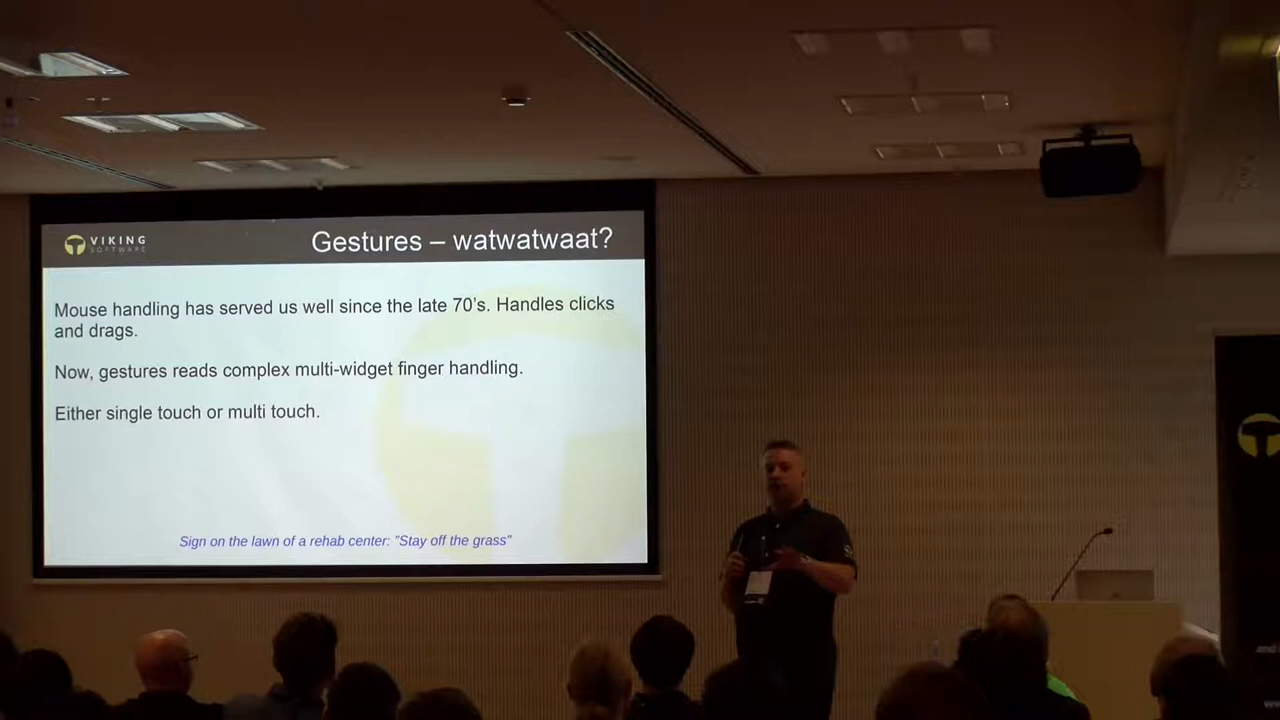 VIKING
SOFTWARE
Gestures – watwatwaat?
Mouse handling has served us well since the late 70's. Handles clicks
and drags.
Now, gestures reads complex multi-widget finger handling.
Either single touch or multi touch.
Sign on the lawn of a rehab center: "Stay off the grass"